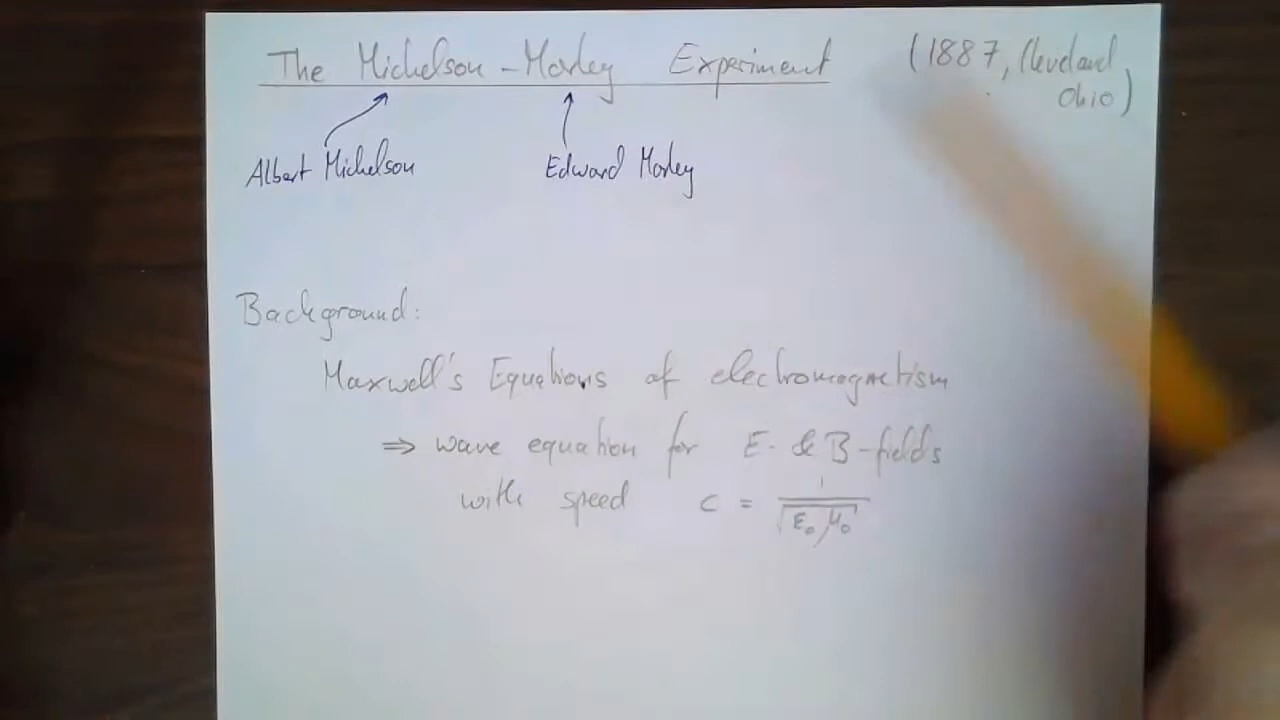 The Michelson-Morley Experiment (1887, Cleveland, Ohio)
Albert Michelson Edward Morley
Background:
Maxwell's Equations of electromagnetism
⇒ wave equation for E- & B-fields
with speed c = 1/√(ε₀μ₀)